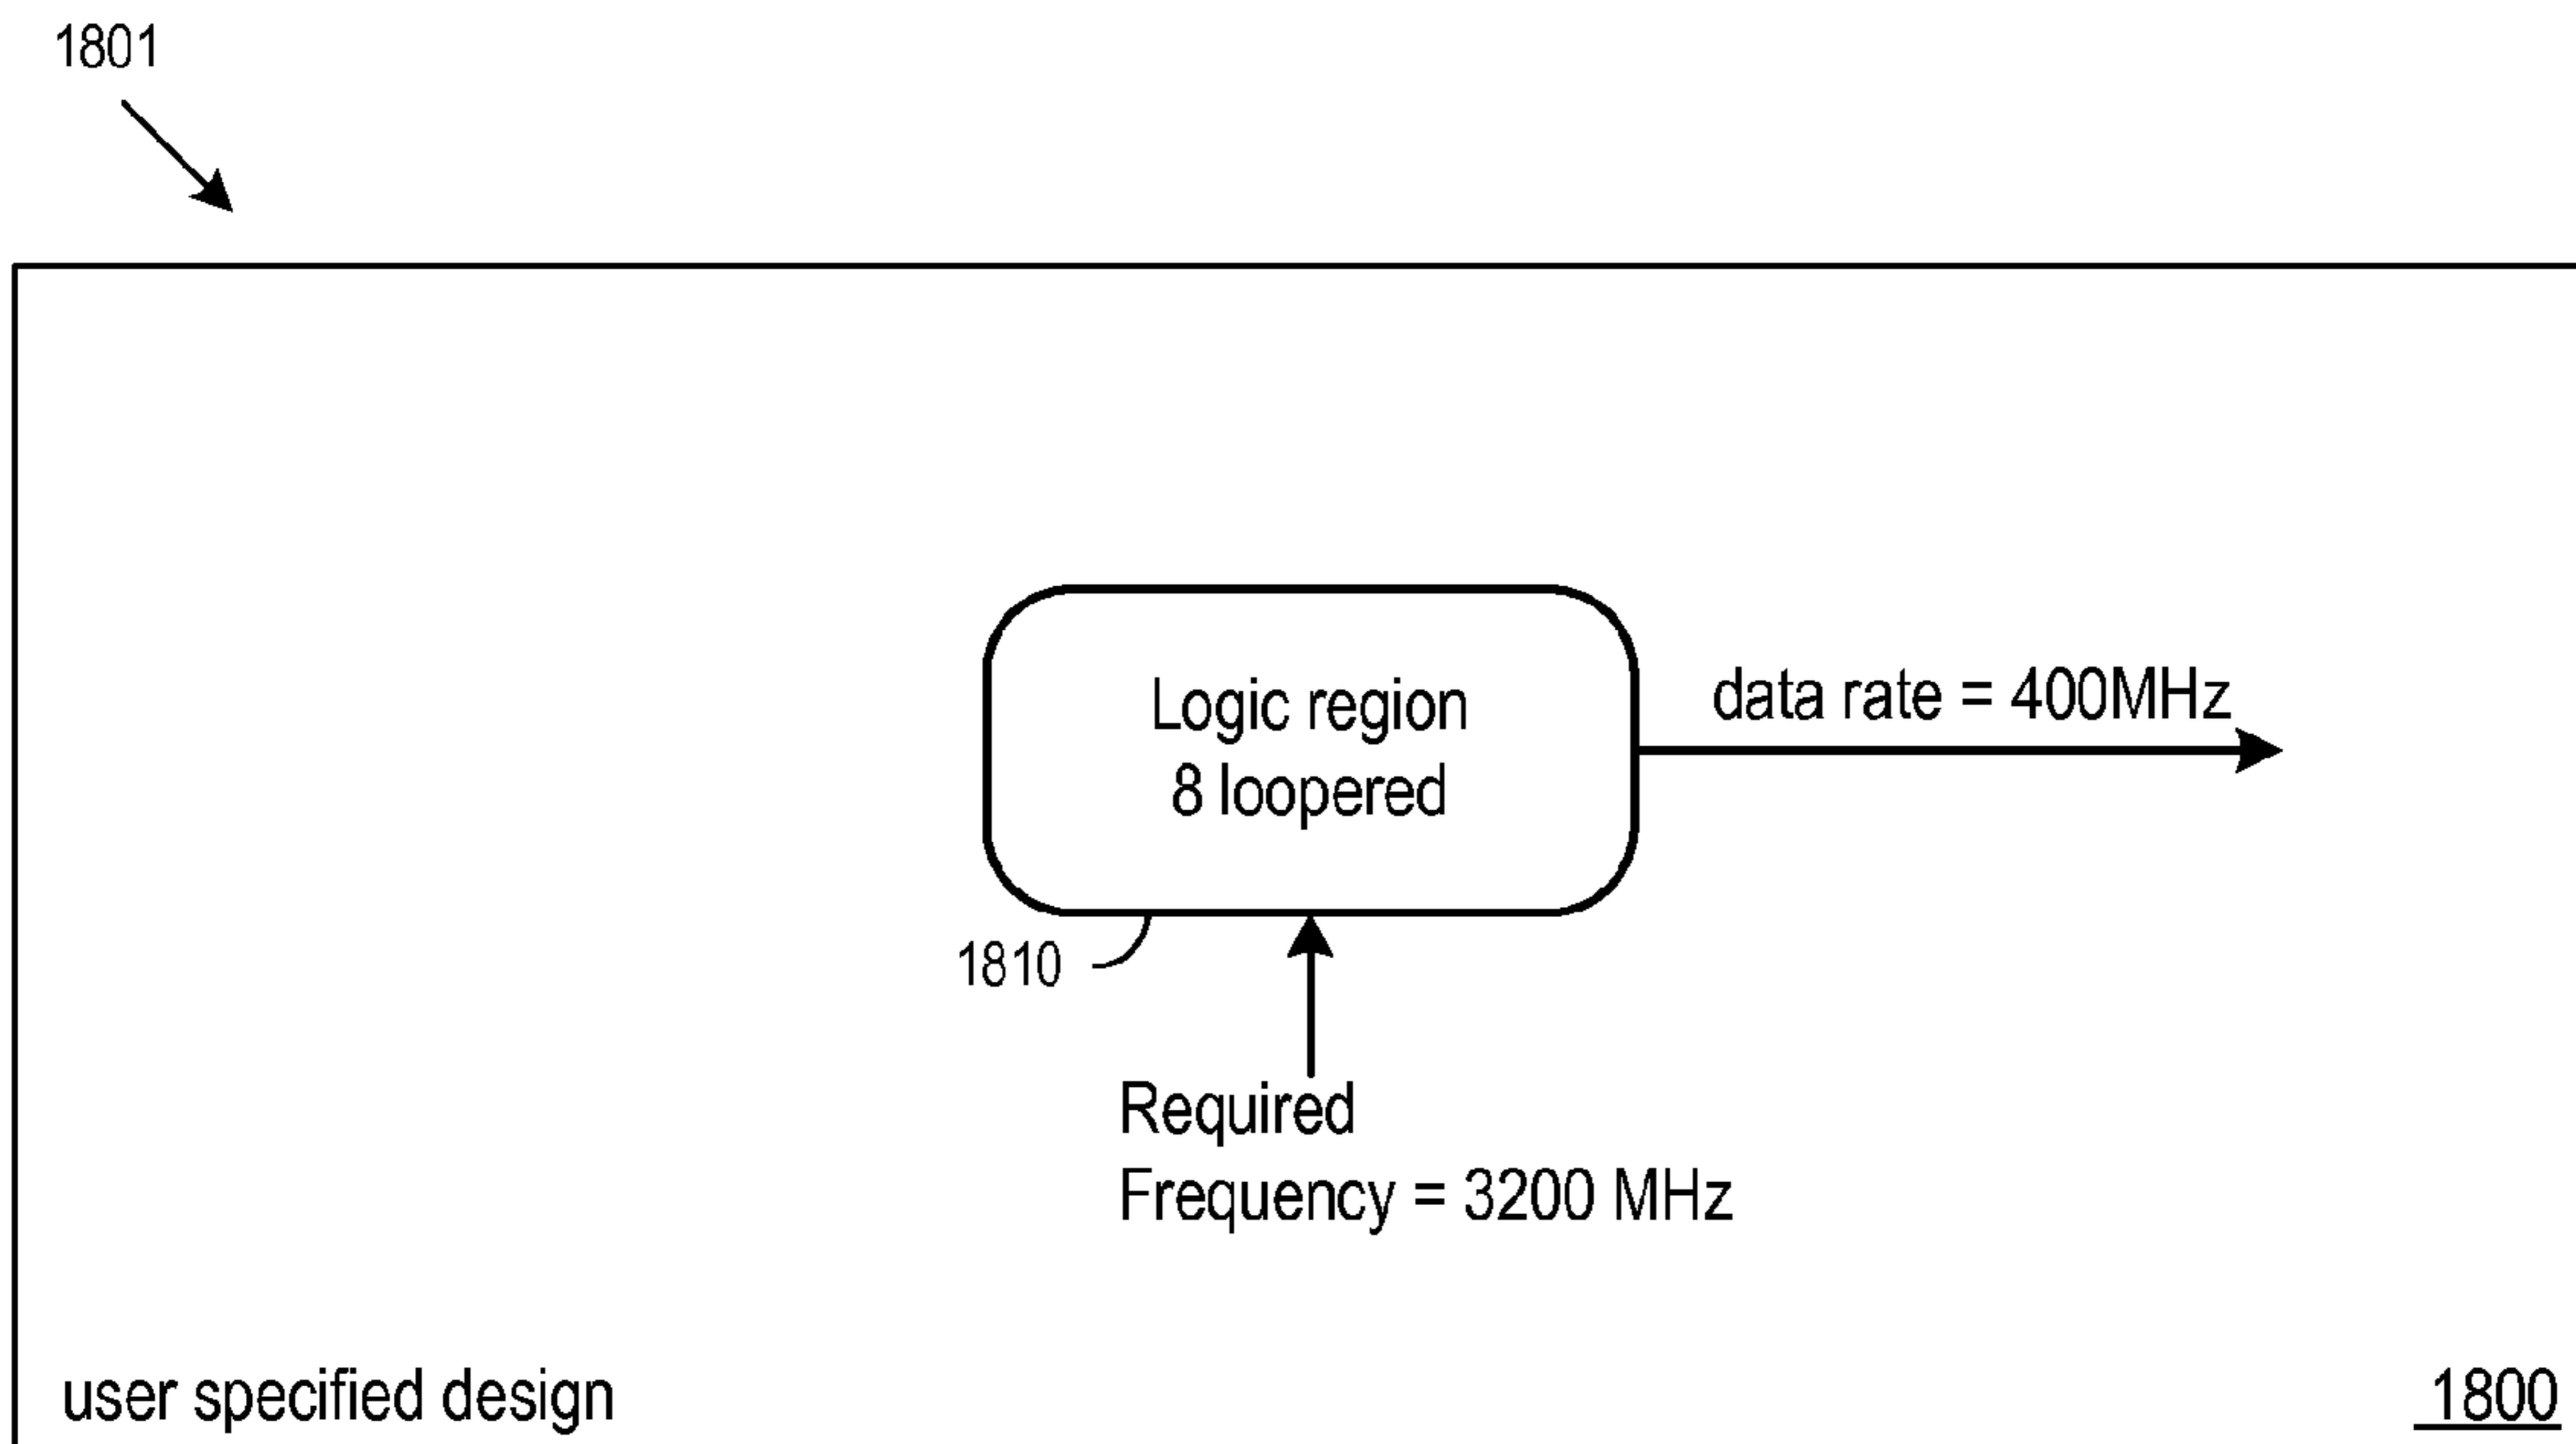 1801
Logic region
8 loopered
data rate = 400MHz
1810
Required
Frequency = 3200 MHz
user specified design
1800